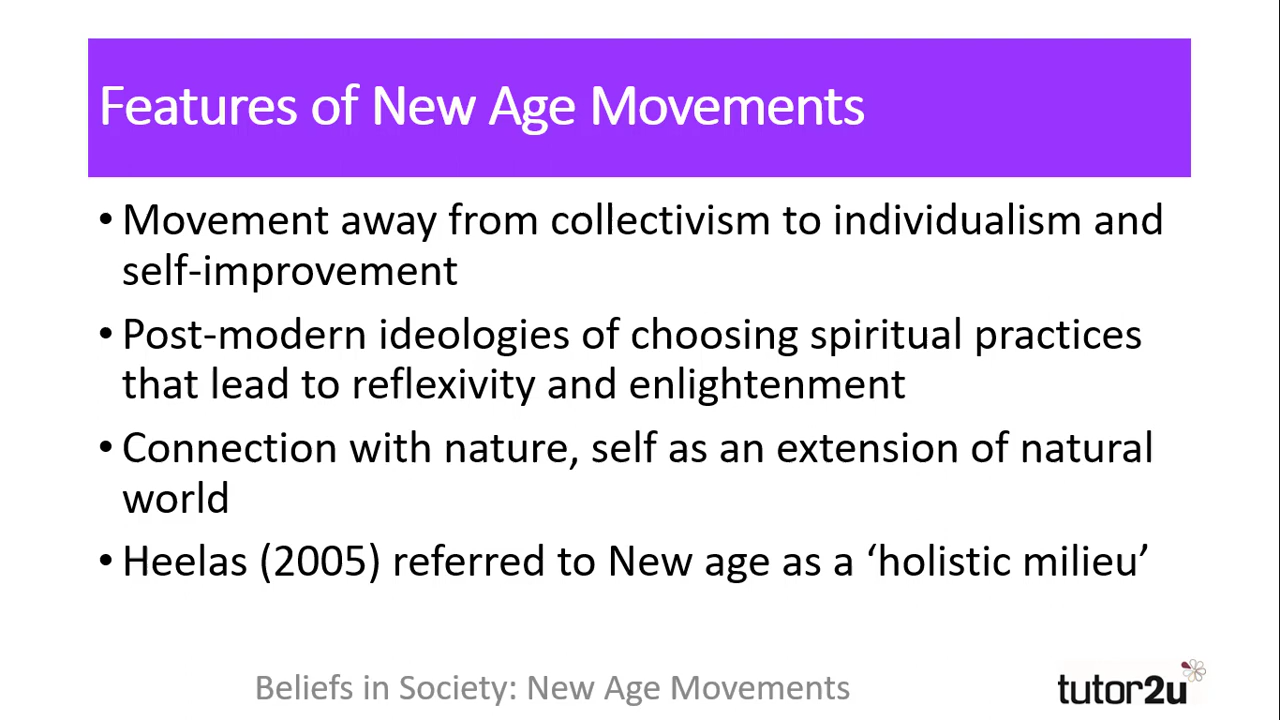 Features of New Age Movements
• Movement away from collectivism to individualism and
self-improvement
• Post-modern ideologies of choosing spiritual practices
that lead to reflexivity and enlightenment
• Connection with nature, self as an extension of natural
world
• Heelas (2005) referred to New age as a ‘holistic milieu’
Beliefs in Society: New Age Movements
tutor2u